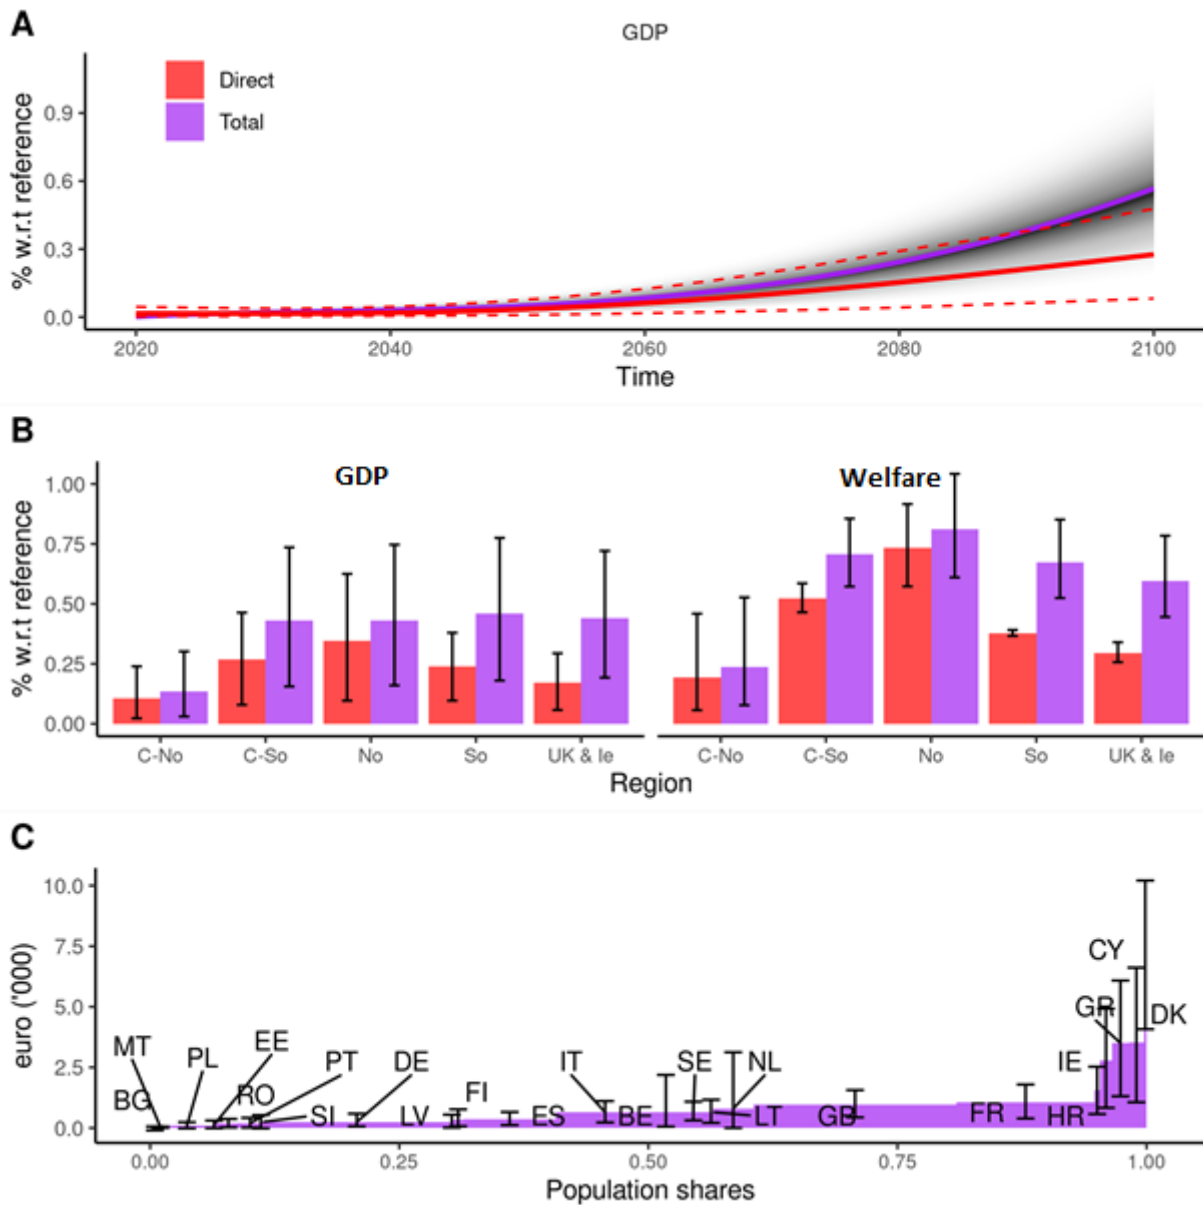 A
GDP
Direct
Total
% w.r.t reference
0.9
0.6
0.3
0.0
2020 2040 2060 2080 2100
Time
B
GDP Welfare
% w.r.t reference
1.00
0.75
0.50
0.25
0.00
C-No C-So No So UK & Ie C-No C-So No So UK & Ie
Region
C
euro ('000)
10.0
7.5
5.0
2.5
0.0
CY
GR DK
MT PL EE PT DE IT SE NL IE
BG RO SI LV FI ES BE LT GB FR HR
0.00 0.25 0.50 0.75 1.00
Population shares